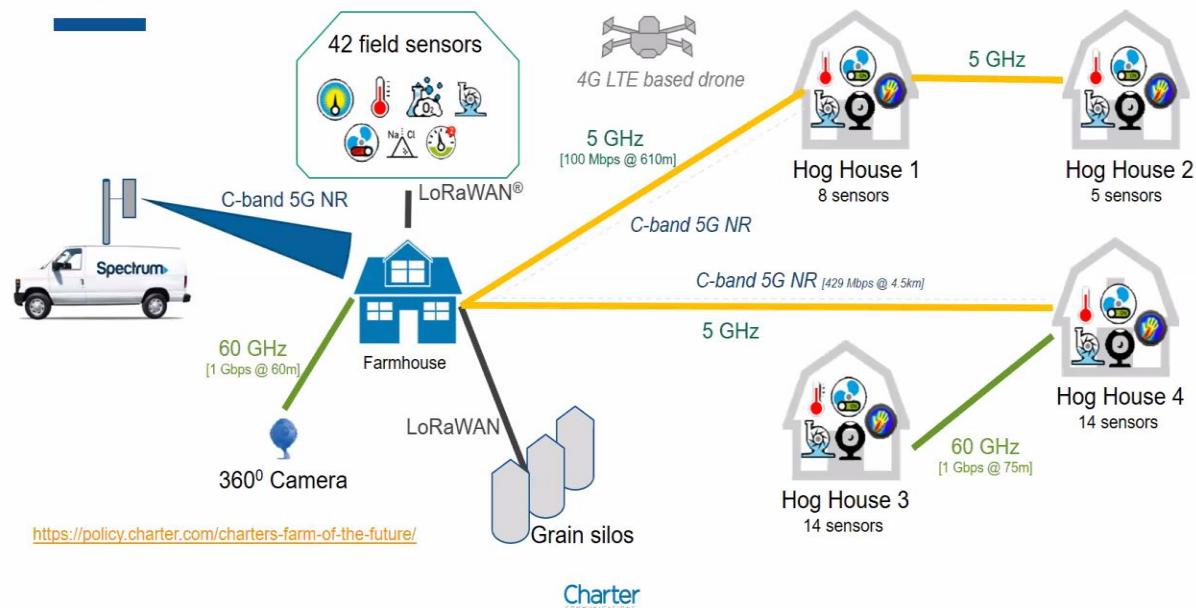 42 field sensors
O₂
Na Cl
4G LTE based drone
5 GHz
Hog House 1
8 sensors
Hog House 2
5 sensors
5 GHz
[100 Mbps @ 610m]
LoRaWAN®
C-band 5G NR
C-band 5G NR
Spectrum
C-band 5G NR [429 Mbps @ 4.5km]
5 GHz
60 GHz
[1 Gbps @ 60m]
Farmhouse
Hog House 4
14 sensors
LoRaWAN
60 GHz
[1 Gbps @ 75m]
360⁰ Camera
Hog House 3
14 sensors
https://policy.charter.com/charters-farm-of-the-future/
Grain silos
Charter
COMMUNICATIONS